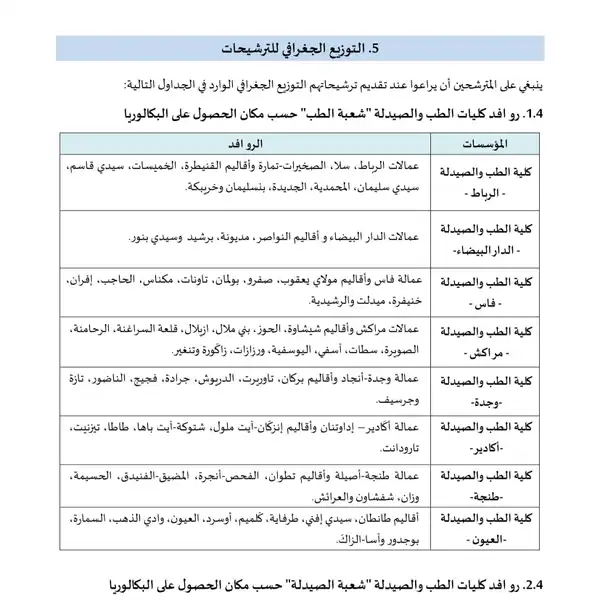 5. التوزيع الجغرافي للترشيحات
ينبغي على المترشحين أن يراعوا عند تقديم ترشيحاتهم التوزيع الجغرافي الوارد في الجداول التالية:
1.4. روافد كليات الطب والصيدلة "شعبة الطب" حسب مكان الحصول على البكالوريا
المؤسسات
الروافد
كلية الطب والصيدلة
- الرباط -
عمالات الرباط، سلا، الصخيرات-تمارة وأقاليم القنيطرة، الخميسات، سيدي قاسم،
سيدي سليمان، المحمدية، الجديدة، بنسليمان وخريبكة.
كلية الطب والصيدلة
- الدار البيضاء-
عمالات الدار البيضاء و أقاليم النواصر، مديونة، برشيد وسيدي بنور.
كلية الطب والصيدلة
- فاس -
عمالة فاس وأقاليم مولاي يعقوب، صفرو، بولمان، تاونات، مكناس، الحاجب، إفران،
خنيفرة، ميدلت والرشيدية.
كلية الطب والصيدلة
- مراكش -
عمالات مراكش وأقاليم شيشاوة، الحوز، بني ملال، ازيلال، قلعة السراغنة، الرحامنة،
الصويرة، سطات، أسفي، اليوسفية، ورزازات، زاكورة وتنغير.
كلية الطب والصيدلة
-وجدة-
عمالة وجدة-أنجاد وأقاليم بركان، تاوريرت، الدريوش، جرادة، فجيج، الناضور، تازة
وجرسيف.
كلية الطب والصيدلة
-أكادير-
عمالة أكادير – إداوتنان وأقاليم إنزكان-أيت ملول، شتوكة-أيت باها، طاطا، تيزنيت،
تارودانت.
كلية الطب والصيدلة
-طنجة-
عمالة طنجة-أصيلة وأقاليم تطوان، الفحص-أنجرة، المضيق-الفنيدق، الحسيمة،
وزان، شفشاون والعرائش.
كلية الطب والصيدلة
-العيون -
أقاليم طانطان، سيدي إفني، طرفاية، كلميم، أوسرد، العيون، وادي الذهب، السمارة،
بوجدور وأسا-الزاك.
2.4. روافد كليات الطب والصيدلة "شعبة الصيدلة" حسب مكان الحصول على البكالوريا